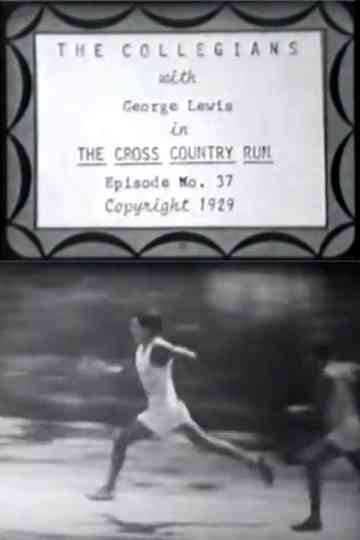 THE COLLEGIANS
with
George Lewis
in
THE CROSS COUNTRY RUN
Episode No. 37
Copyright 1929